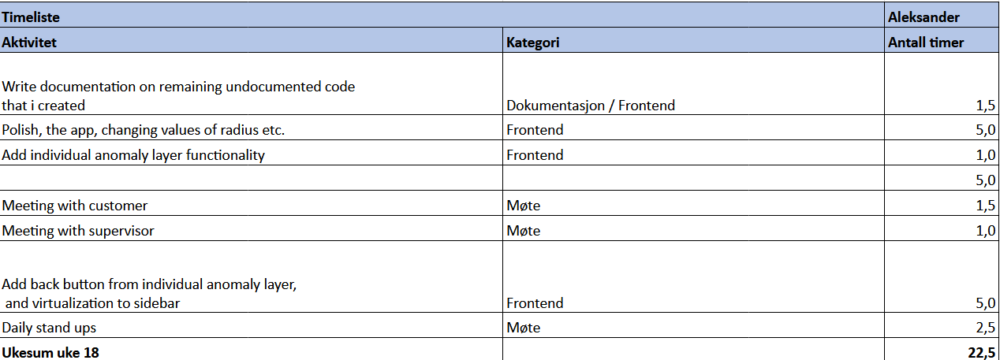 Timeliste Aleksander
Aktivitet Kategori Antall timer
Write documentation on remaining undocumented code
that i created Dokumentasjon / Frontend 1,5
Polish, the app, changing values of radius etc. Frontend 5,0
Add individual anomaly layer functionality Frontend 1,0
5,0
Meeting with customer Møte 1,5
Meeting with supervisor Møte 1,0
Add back button from individual anomaly layer,
and virtualization to sidebar Frontend 5,0
Daily stand ups Møte 2,5
Ukesum uke 18 22,5